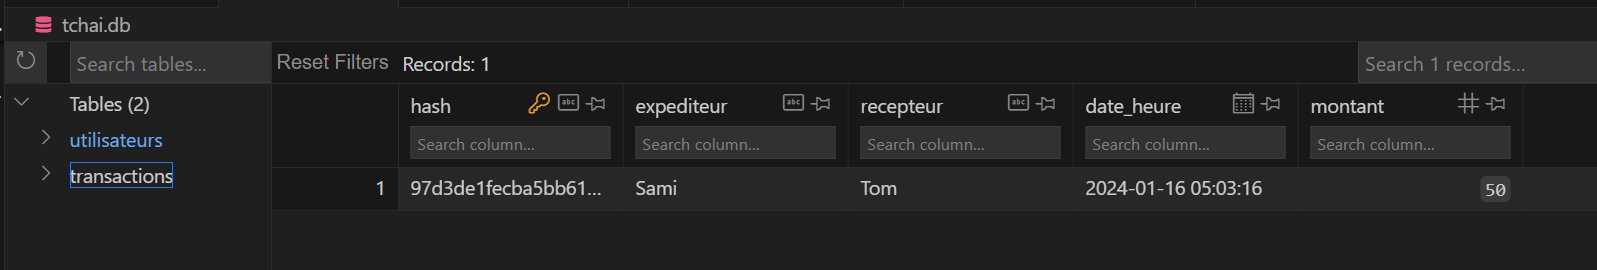 tchai.db
Search tables... Reset Filters Records: 1 Search 1 records...
Tables (2) hash expediteur recepteur date_heure montant
Search column... Search column... Search column... Search column... Search column...
utilisateurs
transactions 1 97d3de1fecba5bb61... Sami Tom 2024-01-16 05:03:16 50